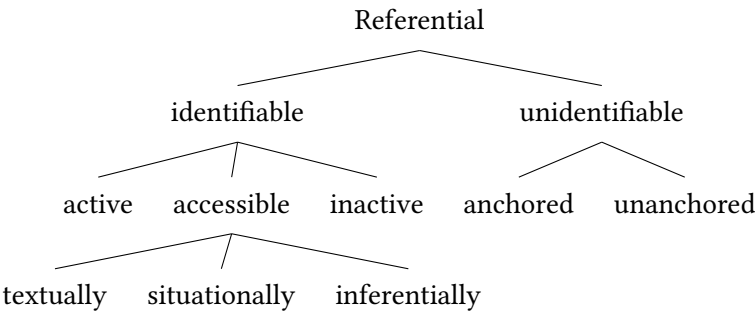 Referential
identifiable unidentifiable
active accessible inactive anchored unanchored
textually situationally inferentially